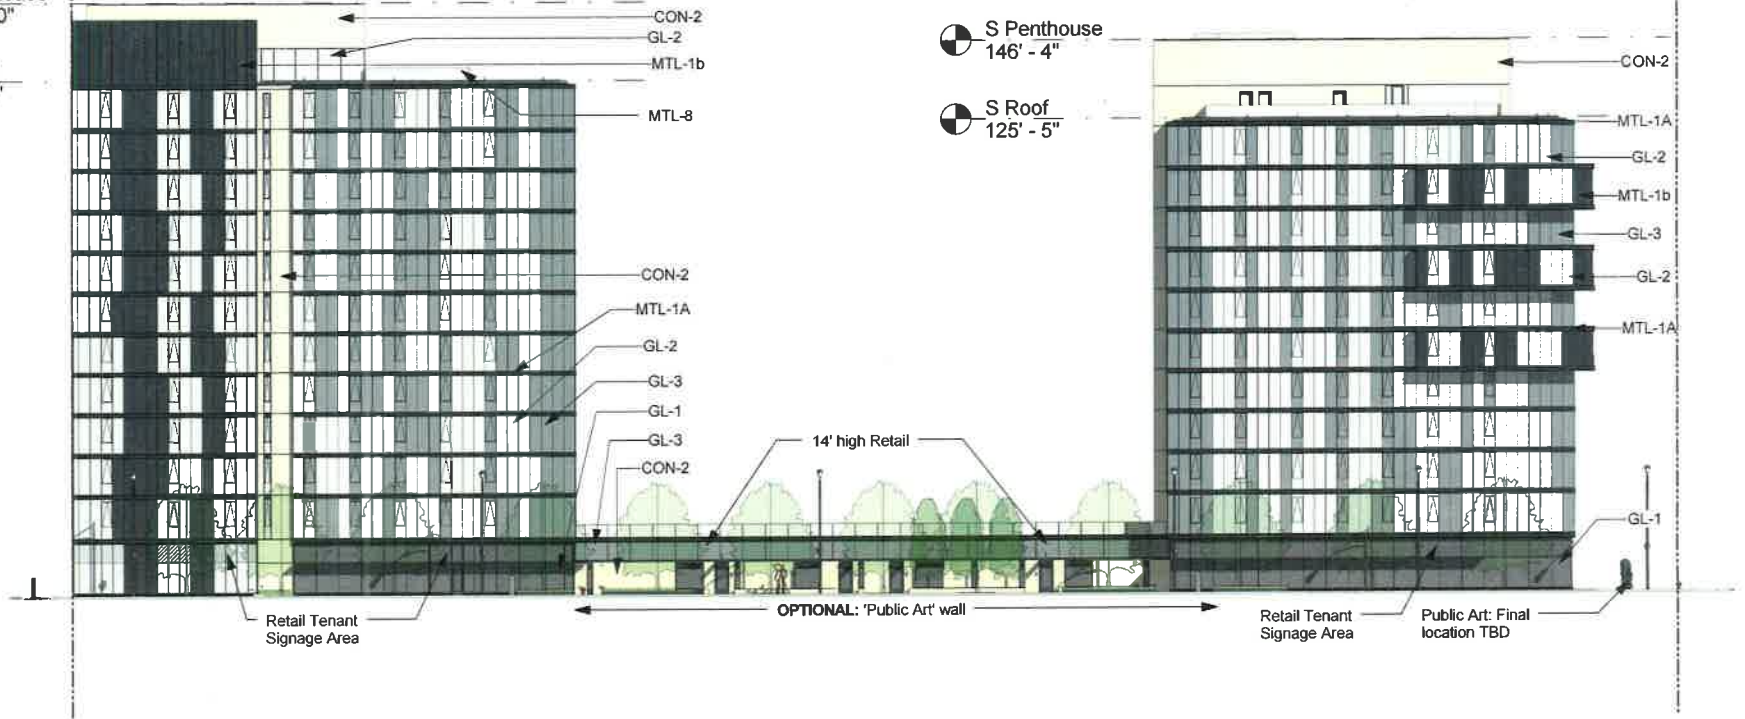 0"
CON-2
GL-2
MTL-1b
MTL-8
S Penthouse
146' - 4"
S Roof
125' - 5"
CON-2
MTL-1A
GL-2
MTL-1b
GL-3
GL-2
MTL-1A
GL-1
CON-2
MTL-1A
GL-2
GL-3
GL-1
GL-3
CON-2
14' high Retail
OPTIONAL: 'Public Art' wall
Retail Tenant
Signage Area
Retail Tenant
Signage Area
Public Art: Final
location TBD